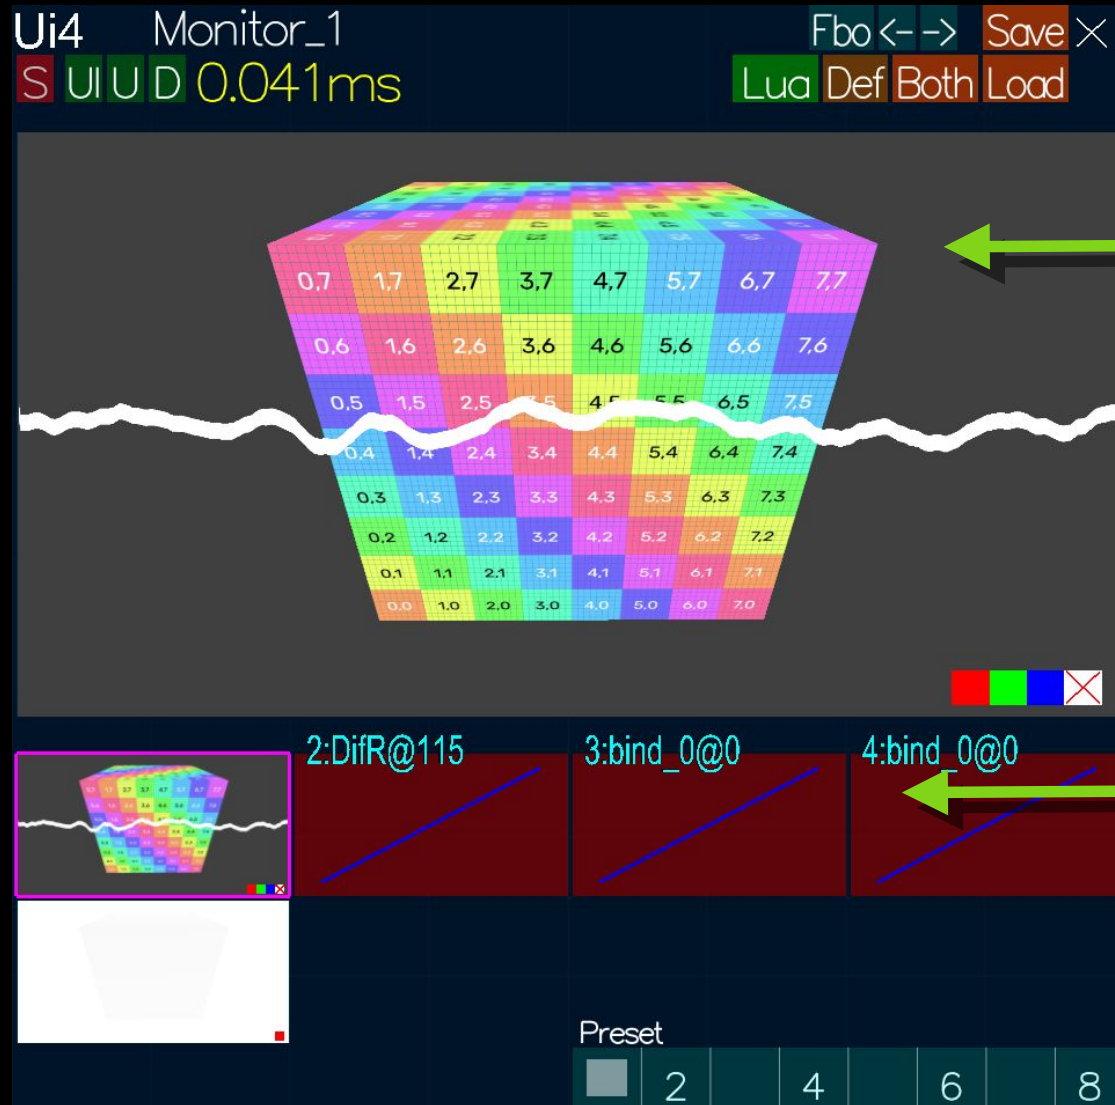 Ui4 Monitor_1 Fbo <- -> Save
S UI U D 0.041ms Lua Def Both Load
0,7 1,7 2,7 3,7 4,7 5,7 6,7 7,7
0,6 1,6 2,6 3,6 4,6 5,6 6,6 7,6
0,5 1,5 2,5 4,5 5,5 6,5 7,5
0,4 1,4 2,4 3,4 4,4 5,4 6,4 7,4
0,3 1,3 2,3 3,3 4,3 5,3 6,3 7,3
0,2 1,2 2,2 3,2 4,2 5,2 6,2 7,2
0,1 1,1 2,1 3,1 4,1 5,1 6,1 7,1
0,0 1,0 2,0 3,0 4,0 5,0 6,0 7,0
2:DifR@115 3:bind_0@0 4:bind_0@0
Preset
2 4 6 8